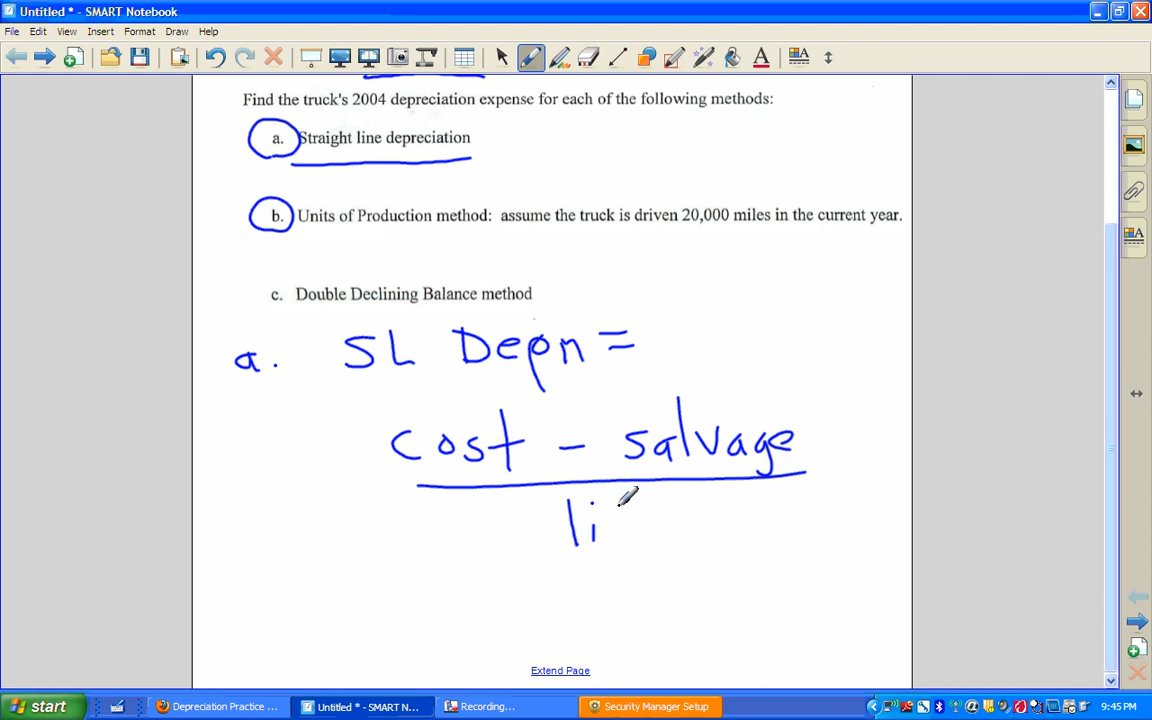 Untitled * - SMART Notebook
File Edit View Insert Format Draw Help
Find the truck's 2004 depreciation expense for each of the following methods:
a. Straight line depreciation
b. Units of Production method: assume the truck is driven 20,000 miles in the current year.
c. Double Declining Balance method
a. SL Depn =
cost - salvage
li
Extend Page
start Depreciation Practice ... Untitled * - SMART N... Recording... Security Manager Setup 9:45 PM